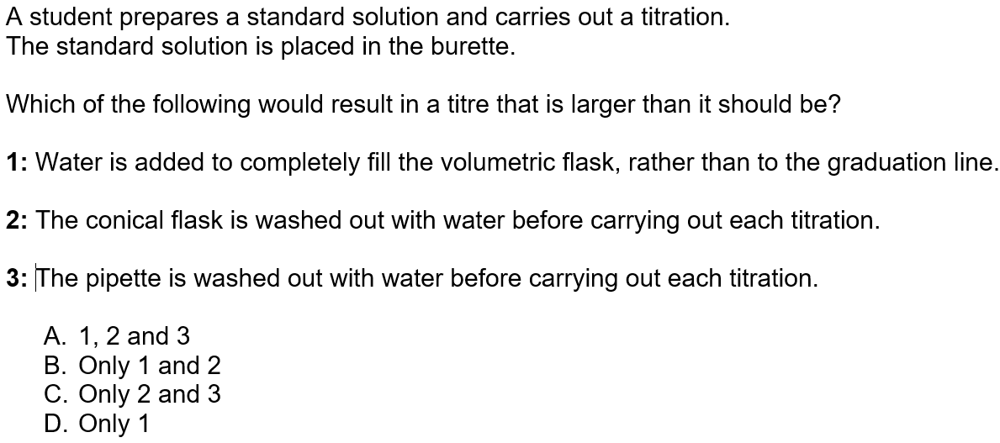 A student prepares a standard solution and carries out a titration.
The standard solution is placed in the burette.
Which of the following would result in a titre that is larger than it should be?
1: Water is added to completely fill the volumetric flask, rather than to the graduation line.
2: The conical flask is washed out with water before carrying out each titration.
3: The pipette is washed out with water before carrying out each titration.
A. 1, 2 and 3
B. Only 1 and 2
C. Only 2 and 3
D. Only 1